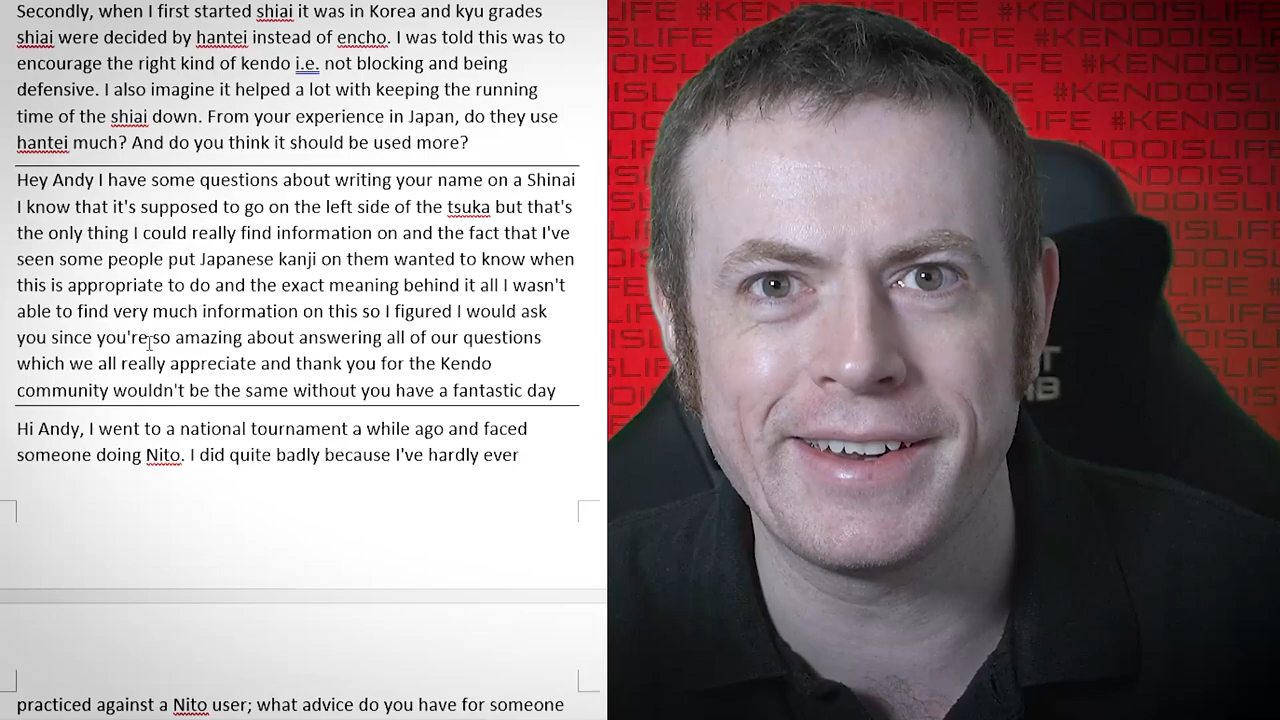 Secondly, when I first started shiai it was in Korea and kyu grades
shiai were decided by hantei instead of encho. I was told this was to
encourage the right kind of kendo i.e. not blocking and being
defensive. I also imagine it helped a lot with keeping the running
time of the shiai down. From your experience in Japan, do they use
hantei much? And do you think it should be used more?
Hey Andy I have some questions about writing your name on a Shinai
I know that it's supposed to go on the left side of the tsuka but that's
the only thing I could really find information on and the fact that I've
seen some people put Japanese kanji on them wanted to know when
this is appropriate to do and the exact meaning behind it all I wasn't
able to find very much information on this so I figured I would ask
you since you're so amazing about answering all of our questions
which we all really appreciate and thank you for the Kendo
community wouldn't be the same without you have a fantastic day
Hi Andy, I went to a national tournament a while ago and faced
someone doing Nito. I did quite badly because I've hardly ever
practiced against a Nito user; what advice do you have for someone
#KENDOISLIFE